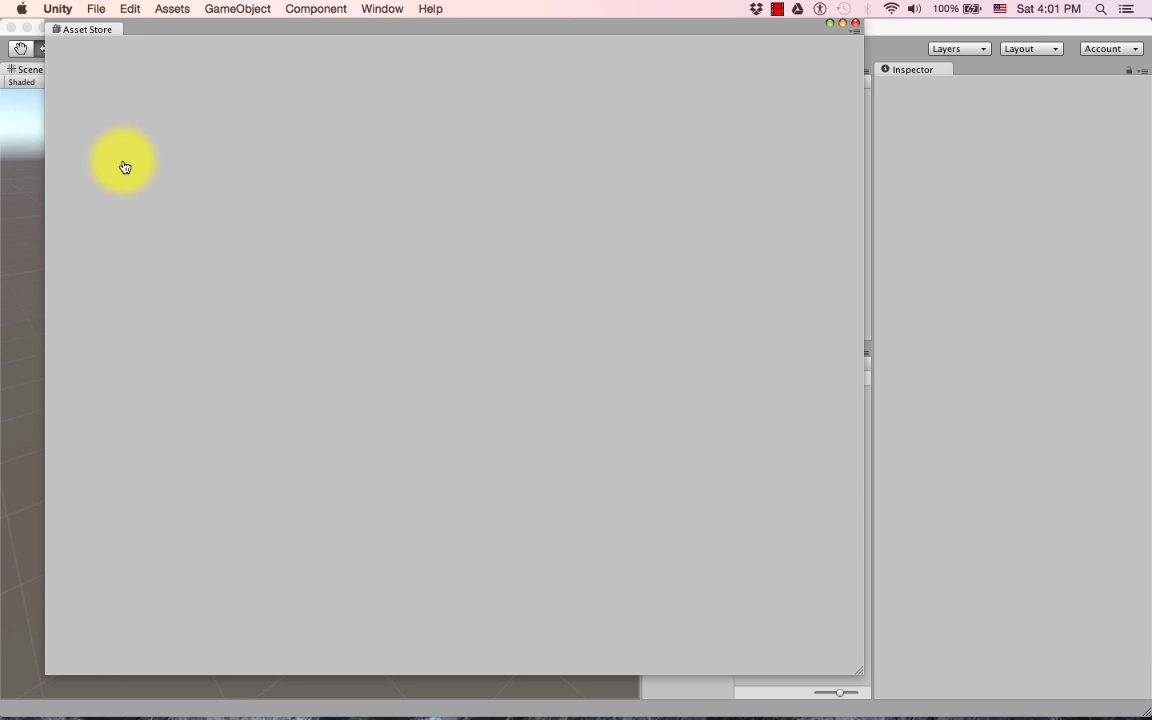 Unity File Edit Assets GameObject Component Window Help 100% Sat 4:01 PM
Asset Store
Layers Layout Account
Scene Inspector
Shaded